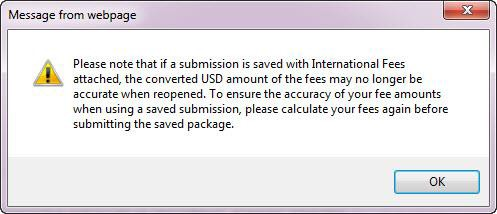 Message from webpage
Please note that if a submission is saved with International Fees
attached, the converted USD amount of the fees may no longer be
accurate when reopened. To ensure the accuracy of your fee amounts
when using a saved submission, please calculate your fees again before
submitting the saved package.
OK